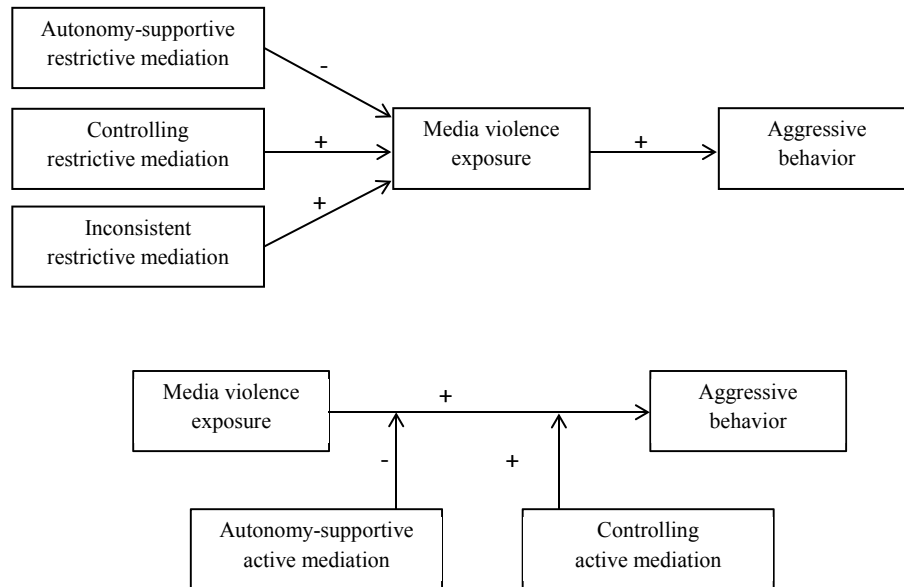 Autonomy-supportive
restrictive mediation
-
Controlling
restrictive mediation
+
Media violence
exposure
+
Aggressive
behavior
+
Inconsistent
restrictive mediation
Media violence
exposure
+
Aggressive
behavior
-
+
Autonomy-supportive
active mediation
Controlling
active mediation